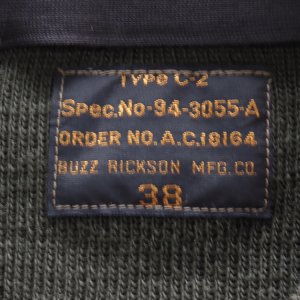 TYPE C-2
Spec.No-94-3055-A
ORDER NO.A.C.18164
BUZZ RICKSON MFG.CO.
38